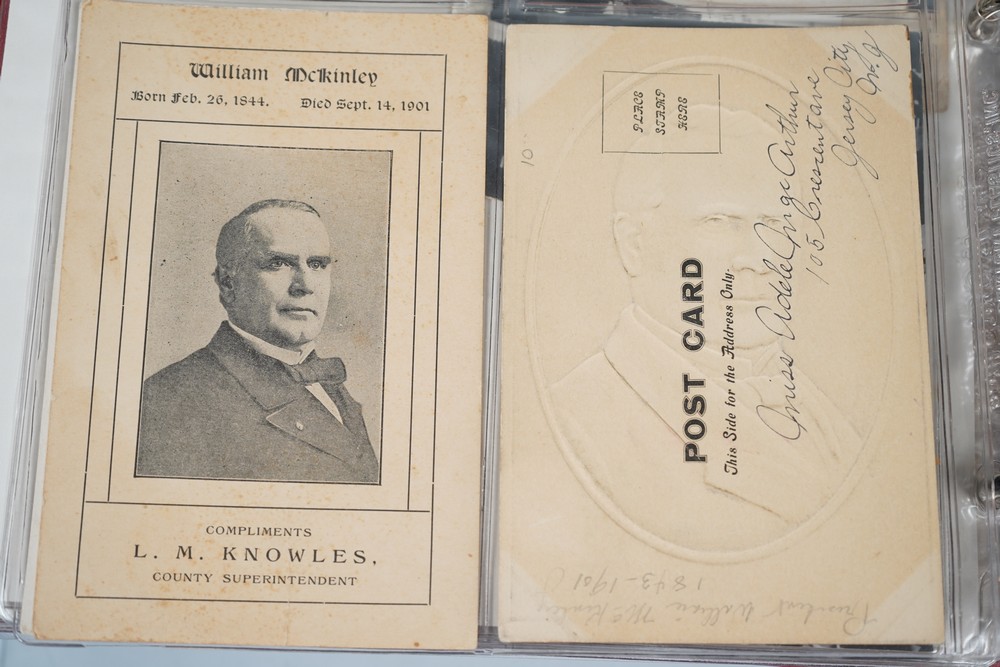 William McKinley
Born Feb. 26, 1844. Died Sept. 14, 1901
COMPLIMENTS
L. M. KNOWLES,
COUNTY SUPERINTENDENT
PLACE
STAMP
HERE
10
POST CARD
This Side for the Address Only.
Miss Adele Inge Arthur
105 Crescent ave
Jersey City
N. J
President William McKinley
1843-1901